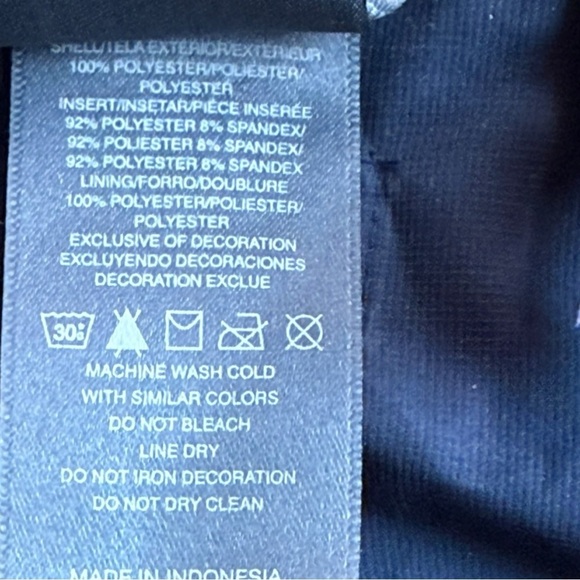 SHELL/TELA EXTERIOR/EXTERIEUR
100% POLYESTER/POLIESTER/
POLYESTER
INSERT/INSETAR/PIÈCE INSERÉE
92% POLYESTER 8% SPANDEX/
92% POLIESTER 8% SPANDEX/
92% POLYESTER 8% SPANDEX
LINING/FORRO/DOUBLURE
100% POLYESTER/POLIESTER/
POLYESTER
EXCLUSIVE OF DECORATION
EXCLUYENDO DECORACIONES
DECORATION EXCLUE
30°
MACHINE WASH COLD
WITH SIMILAR COLORS
DO NOT BLEACH
LINE DRY
DO NOT IRON DECORATION
DO NOT DRY CLEAN
MADE IN INDONESIA